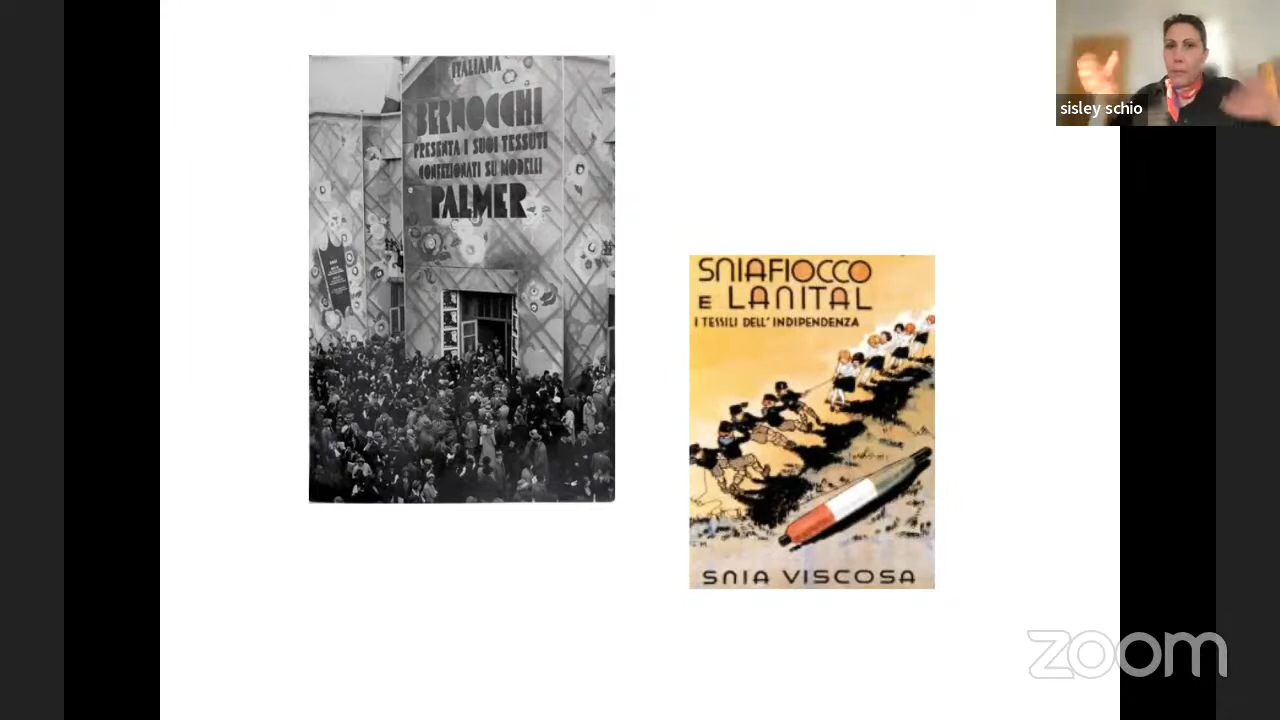 ITALIANA
BERNOCCHI
PRESENTA I SUOI TESSUTI
CONFEZIONATI SU MODELLI
PALMER
SNIAFIOCCO
E LANITAL
I TESSILI DELL'INDIPENDENZA
SNIA VISCOSA
sisley schio
zoom